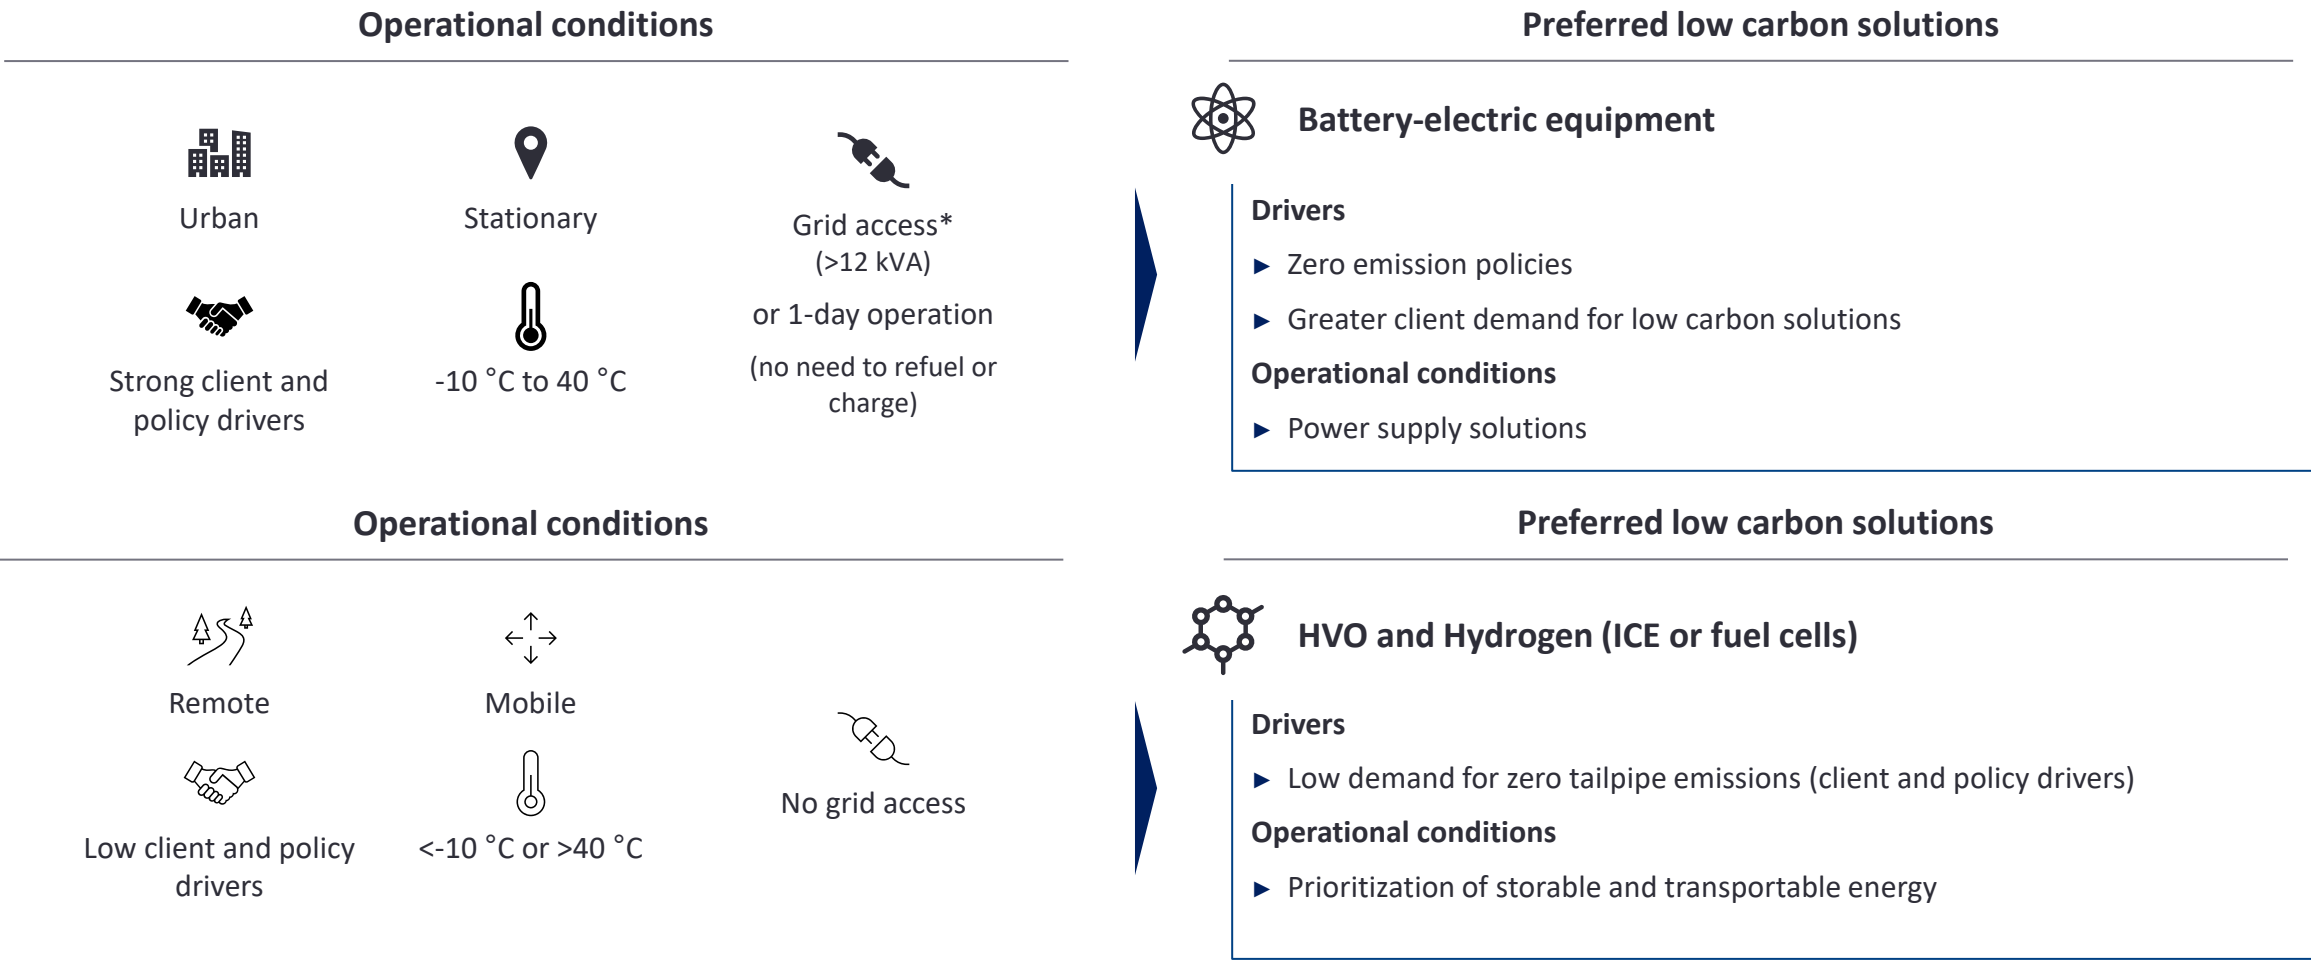 Operational conditions
Preferred low carbon solutions
Urban
Stationary
Grid access*
(>12 kVA)
or 1-day operation
(no need to refuel or
charge)
Strong client and
policy drivers
-10 °C to 40 °C
Battery-electric equipment
Drivers
► Zero emission policies
► Greater client demand for low carbon solutions
Operational conditions
► Power supply solutions
Operational conditions
Preferred low carbon solutions
Remote
Mobile
No grid access
Low client and policy
drivers
<-10 °C or >40 °C
HVO and Hydrogen (ICE or fuel cells)
Drivers
► Low demand for zero tailpipe emissions (client and policy drivers)
Operational conditions
► Prioritization of storable and transportable energy